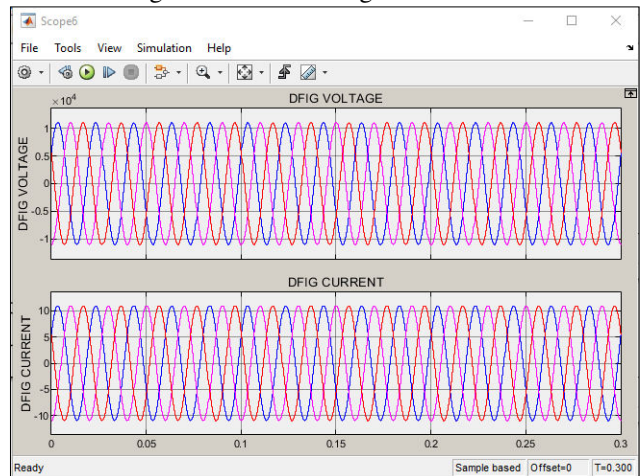 Scope6
File Tools View Simulation Help
×10⁴
DFIG VOLTAGE
DFIG VOLTAGE
1
0.5
0
-0.5
-1
DFIG CURRENT
DFIG CURRENT
10
5
0
-5
-10
0 0.05 0.1 0.15 0.2 0.25 0.3
Ready Sample based Offset=0 T=0.300